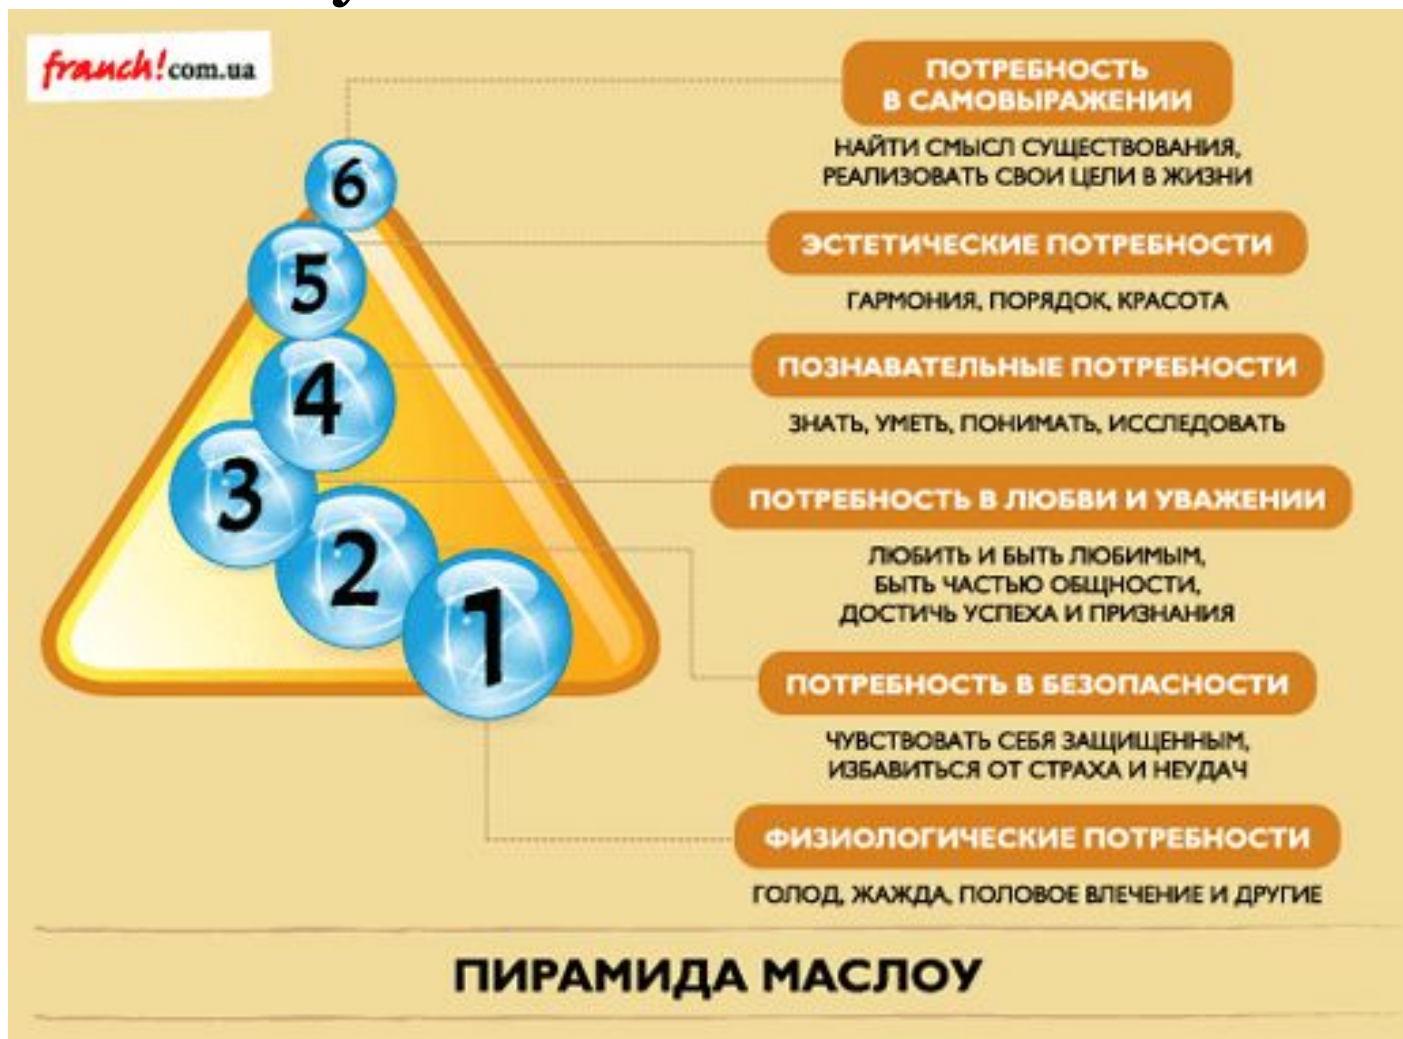 franch!com.ua
ПОТРЕБНОСТЬ
В САМОВЫРАЖЕНИИ
НАЙТИ СМЫСЛ СУЩЕСТВОВАНИЯ,
РЕАЛИЗОВАТЬ СВОИ ЦЕЛИ В ЖИЗНИ
6
ЭСТЕТИЧЕСКИЕ ПОТРЕБНОСТИ
5
ГАРМОНИЯ, ПОРЯДОК, КРАСОТА
ПОЗНАВАТЕЛЬНЫЕ ПОТРЕБНОСТИ
4
ЗНАТЬ, УМЕТЬ, ПОНИМАТЬ, ИССЛЕДОВАТЬ
3
ПОТРЕБНОСТЬ В ЛЮБВИ И УВАЖЕНИИ
ЛЮБИТЬ И БЫТЬ ЛЮБИМЫМ,
БЫТЬ ЧАСТЬЮ ОБЩНОСТИ,
ДОСТИЧЬ УСПЕХА И ПРИЗНАНИЯ
2
1
ПОТРЕБНОСТЬ В БЕЗОПАСНОСТИ
ЧУВСТВОВАТЬ СЕБЯ ЗАЩИЩЕННЫМ,
ИЗБАВИТЬСЯ ОТ СТРАХА И НЕУДАЧ
ФИЗИОЛОГИЧЕСКИЕ ПОТРЕБНОСТИ
ГОЛОД, ЖАЖДА, ПОЛОВОЕ ВЛЕЧЕНИЕ И ДРУГИЕ
ПИРАМИДА МАСЛОУ